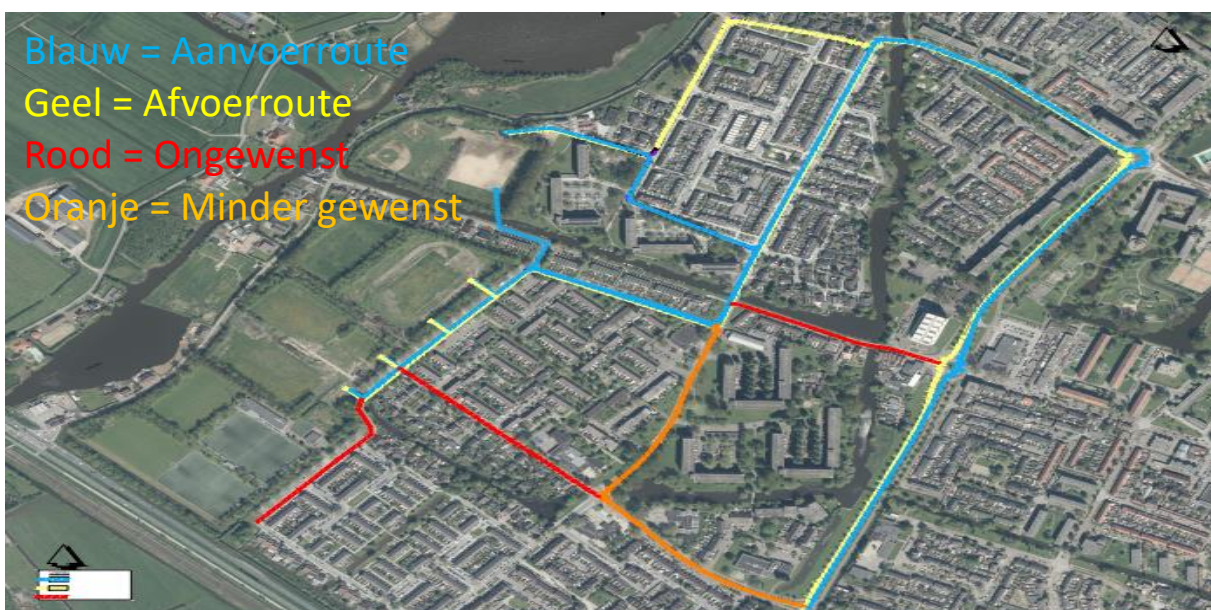 Blauw = Aanvoerroute
Geel = Afvoerroute
Rood = Ongewenst
Oranje = Minder gewenst